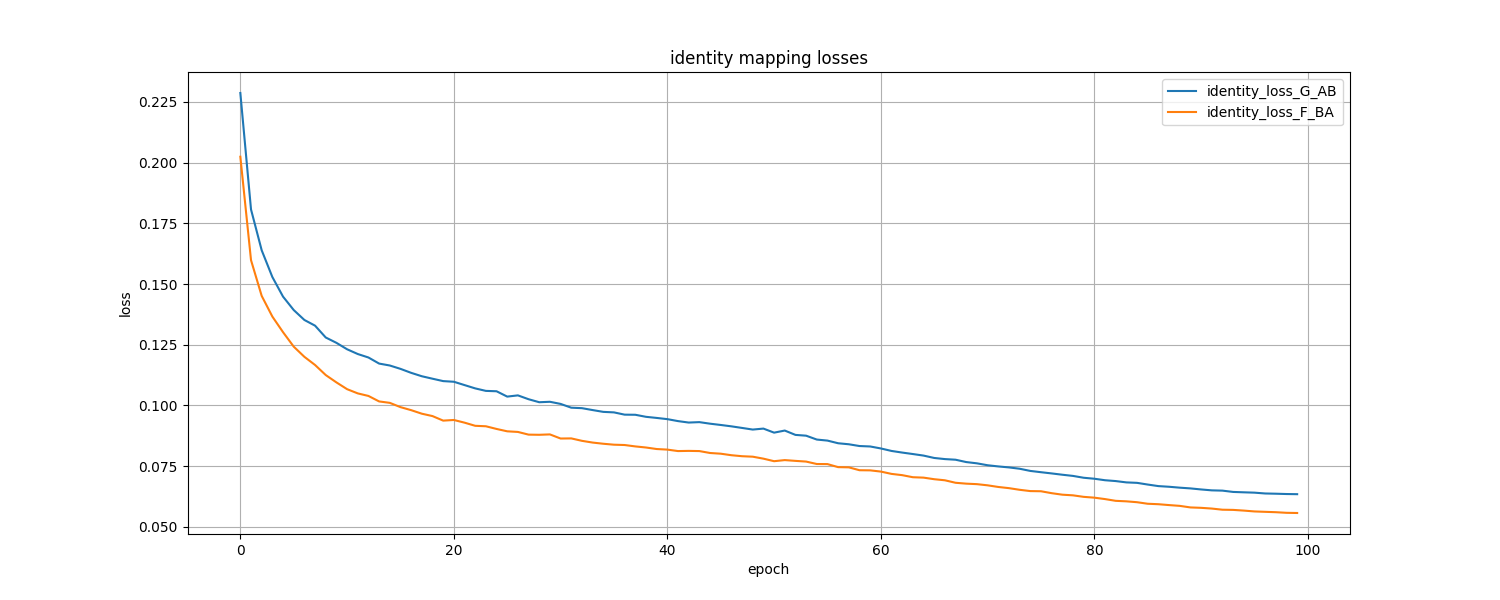 identity mapping losses
identity_loss_G_AB
identity_loss_F_BA
loss
0.225
0.200
0.175
0.150
0.125
0.100
0.075
0.050
0 20 40 60 80 100
epoch